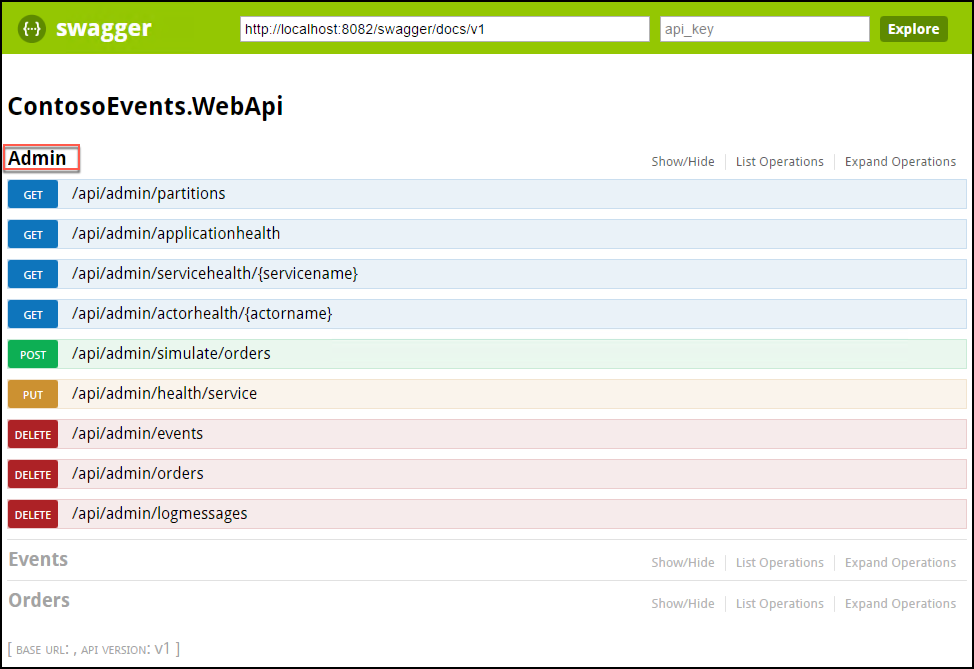 {··} swagger http://localhost:8082/swagger/docs/v1 api_key Explore
ContosoEvents.WebApi
Admin Show/Hide List Operations Expand Operations
GET /api/admin/partitions
GET /api/admin/applicationhealth
GET /api/admin/servicehealth/{servicename}
GET /api/admin/actorhealth/{actorname}
POST /api/admin/simulate/orders
PUT /api/admin/health/service
DELETE /api/admin/events
DELETE /api/admin/orders
DELETE /api/admin/logmessages
Events Show/Hide List Operations Expand Operations
Orders Show/Hide List Operations Expand Operations
[ BASE URL: , API VERSION: V1 ]